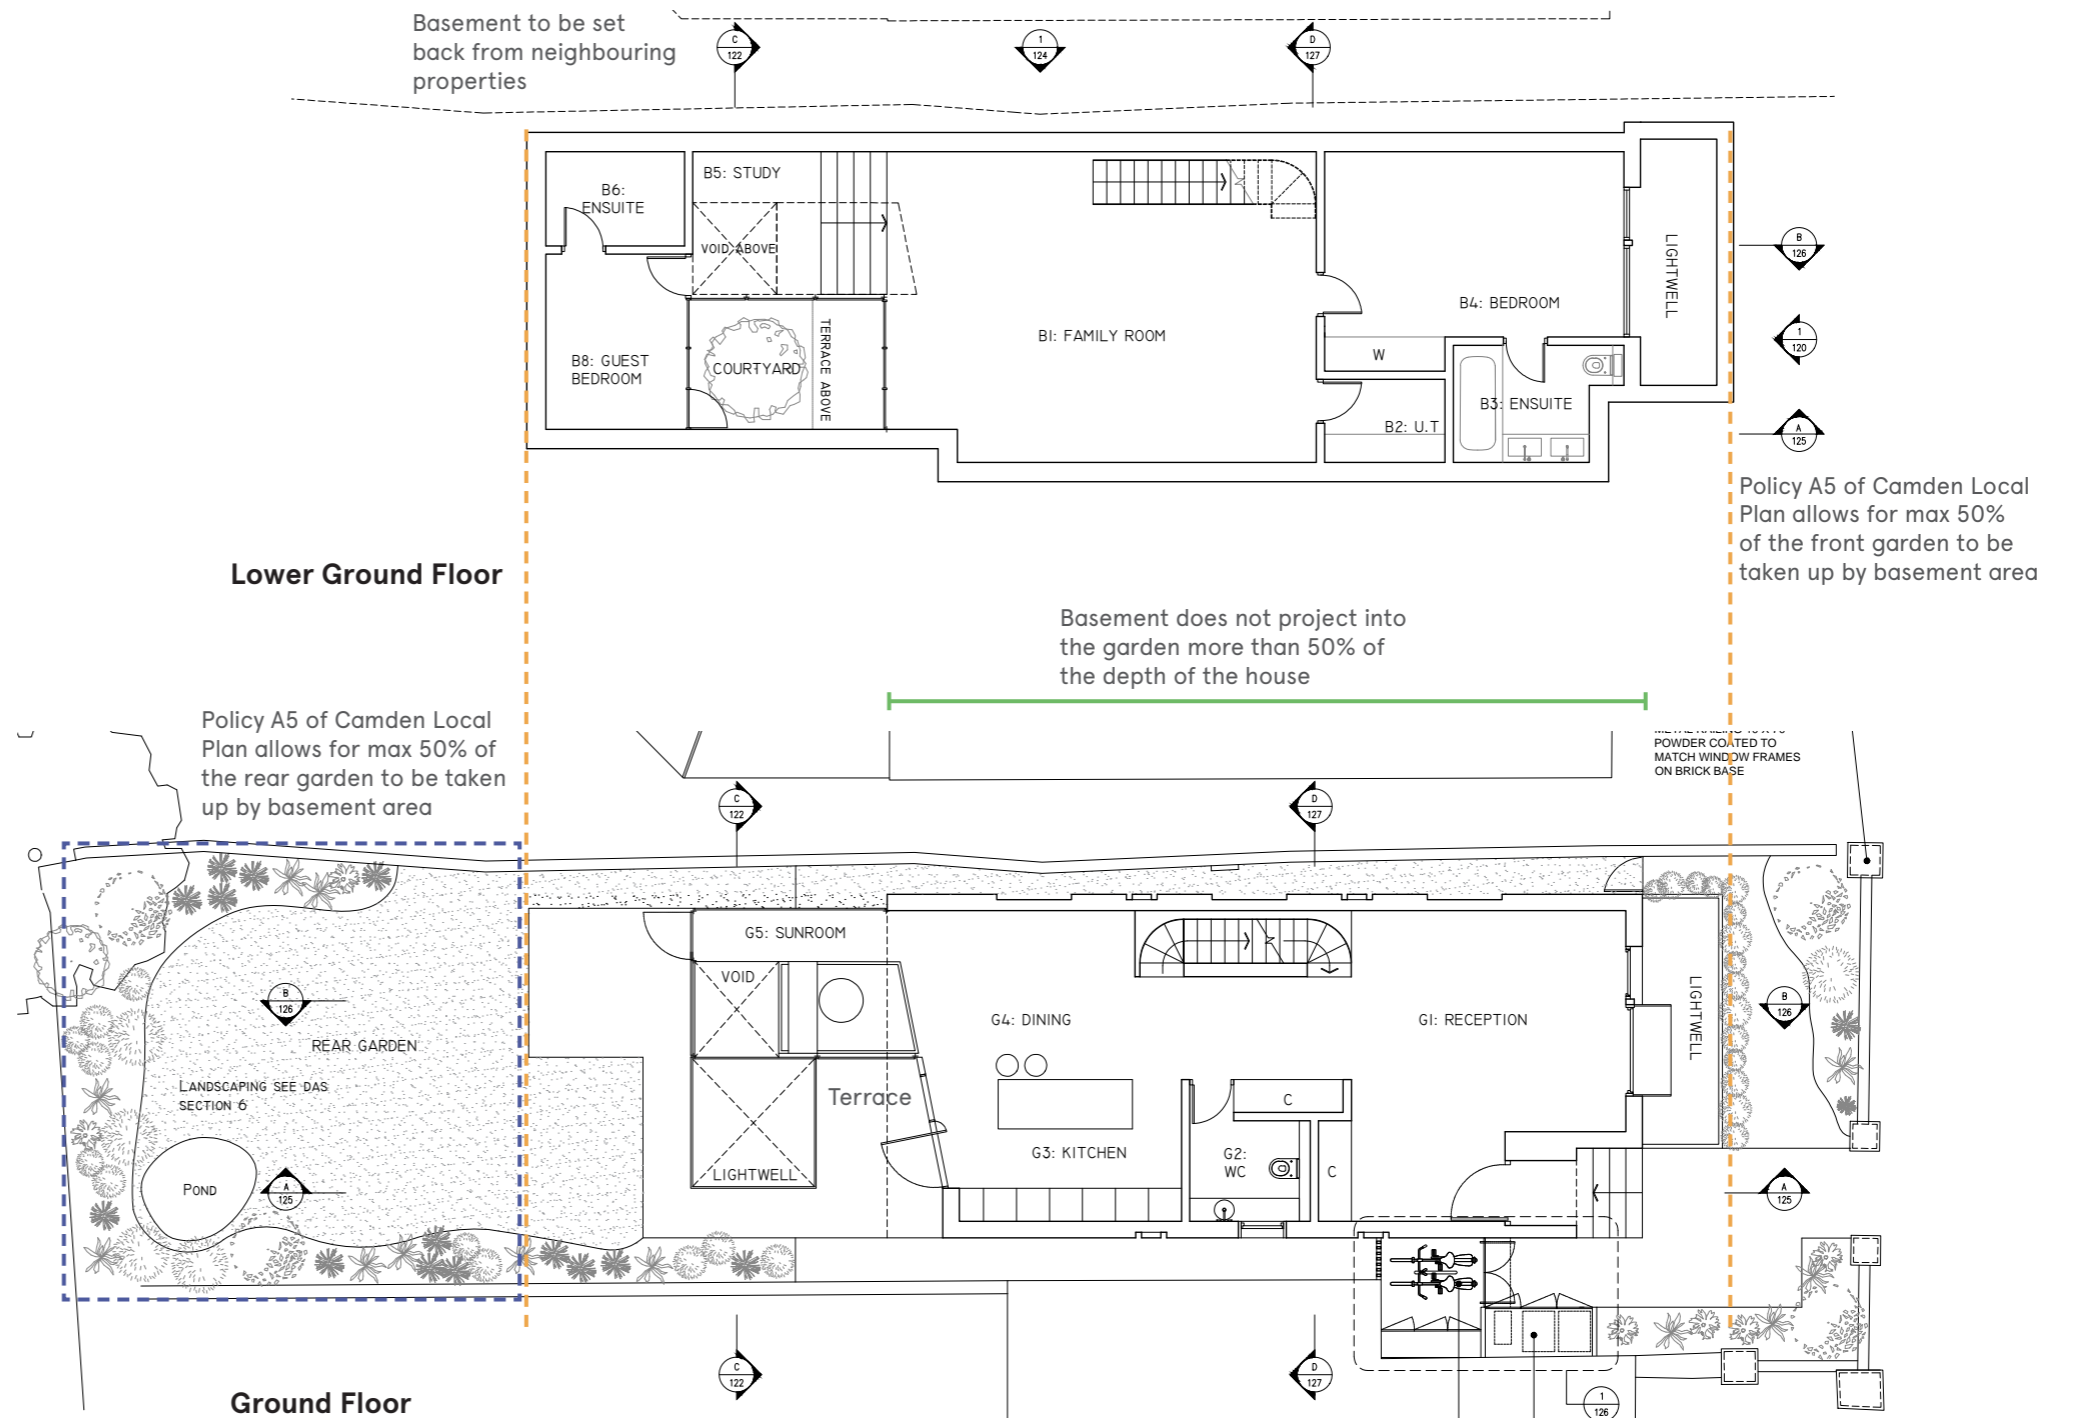 Basement to be set
back from neighbouring
properties
C
122
1
124
D
127
B6:
ENSUITE
B5: STUDY
VOID ABOVE
B8: GUEST
BEDROOM
COURTYARD
TERRACE ABOVE
B1: FAMILY ROOM
B4: BEDROOM
W
B2: U.T
B3: ENSUITE
LIGHTWELL
B
126
1
120
A
125
Policy A5 of Camden Local
Plan allows for max 50%
of the front garden to be
taken up by basement area
Lower Ground Floor
Basement does not project into
the garden more than 50% of
the depth of the house
Policy A5 of Camden Local
Plan allows for max 50% of
the rear garden to be taken
up by basement area
POWDER COATED TO
MATCH WINDOW FRAMES
ON BRICK BASE
C
122
D
127
G5: SUNROOM
VOID
B
126
REAR GARDEN
LANDSCAPING SEE DAS
SECTION 6
POND
A
125
LIGHTWELL
Terrace
G4: DINING
G3: KITCHEN
G2:
WC
C
C
G1: RECEPTION
LIGHTWELL
B
126
A
125
C
122
D
127
1
126
Ground Floor